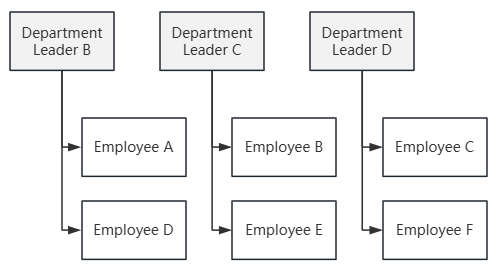 Department
Leader B
Department
Leader C
Department
Leader D
Employee A
Employee B
Employee C
Employee D
Employee E
Employee F